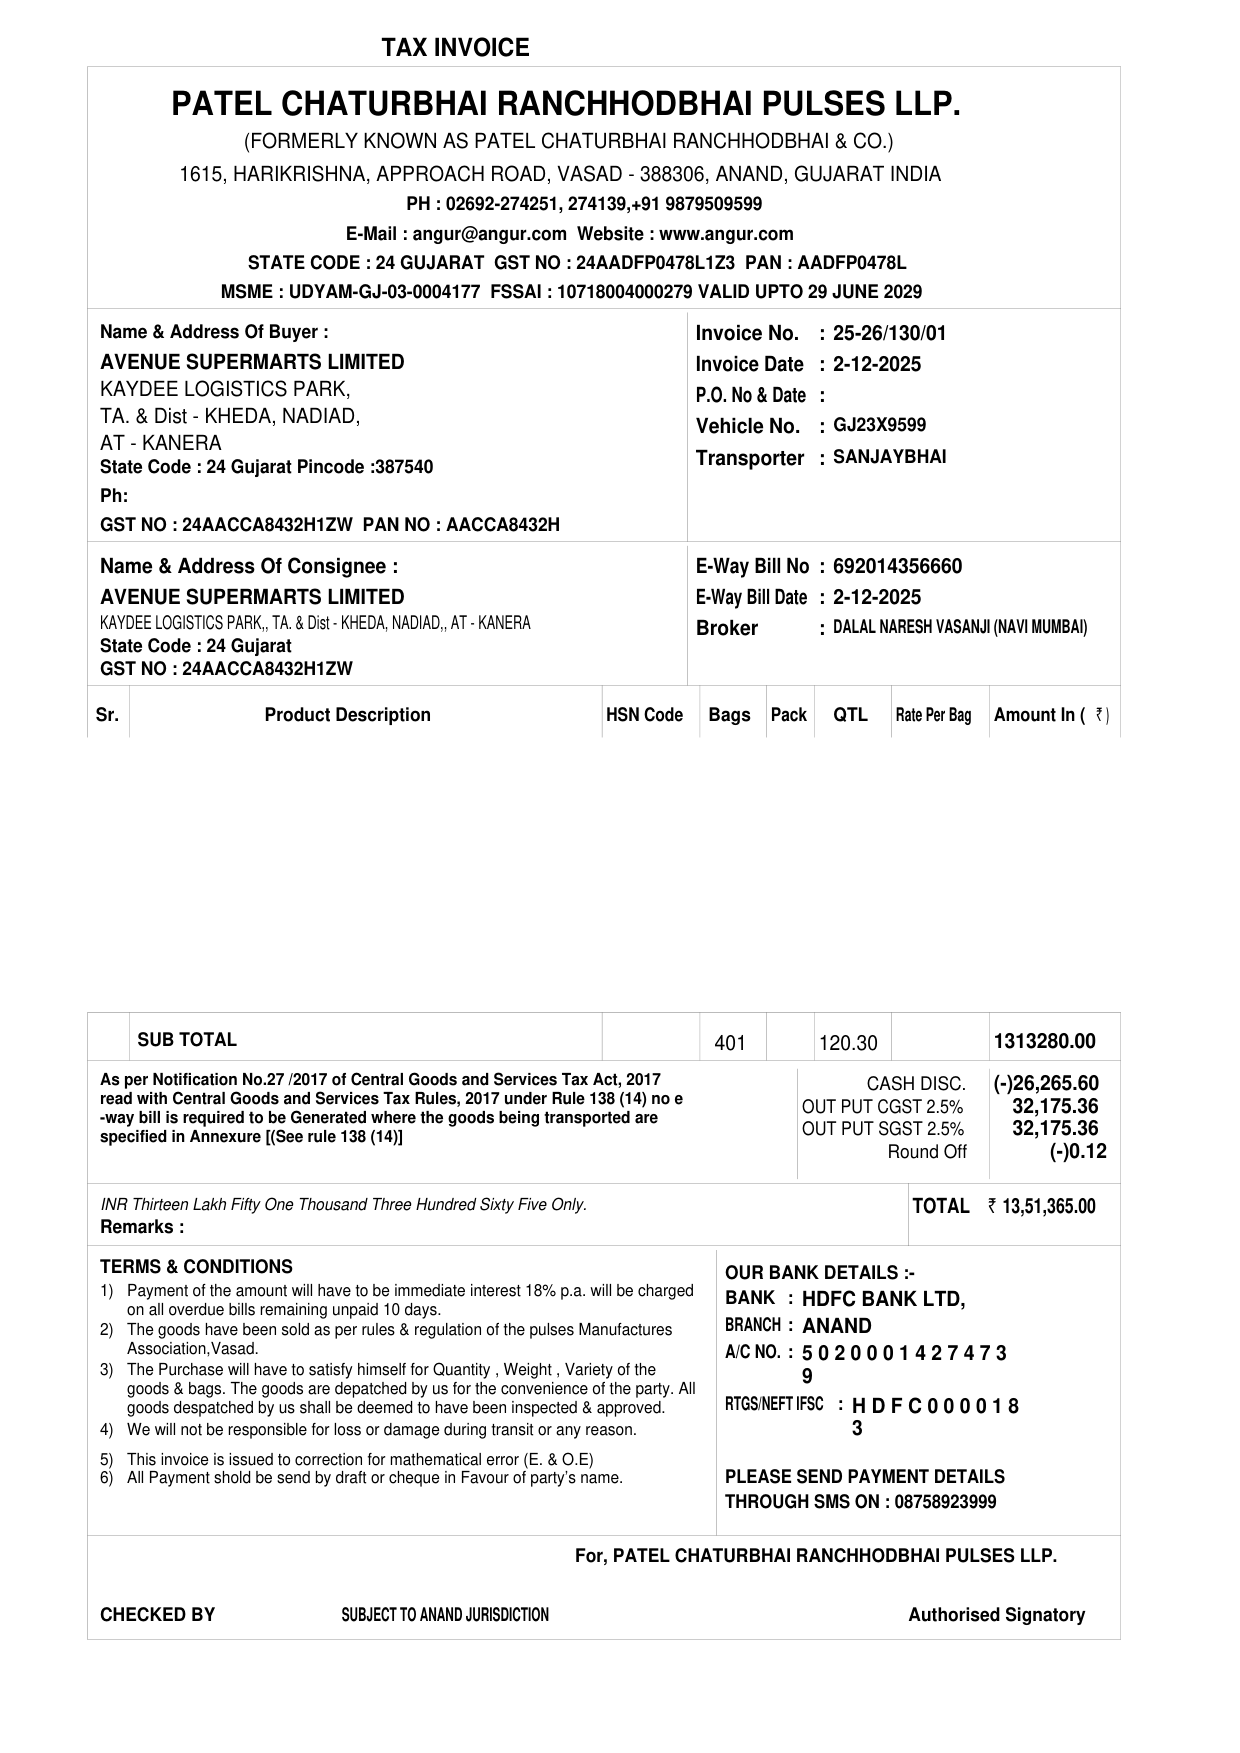 TAX INVOICE
PATEL CHATURBHAI RANCHHODBHAI PULSES LLP.
(FORMERLY KNOWN AS PATEL CHATURBHAI RANCHHODBHAI & CO.)
1615, HARIKRISHNA, APPROACH ROAD, VASAD - 388306, ANAND, GUJARAT INDIA
PH : 02692-274251, 274139,+91 9879509599
E-Mail : angur@angur.com Website : www.angur.com
STATE CODE : 24 GUJARAT GST NO : 24AADFP0478L1Z3 PAN : AADFP0478L
MSME : UDYAM-GJ-03-0004177 FSSAI : 10718004000279 VALID UPTO 29 JUNE 2029
Name & Address Of Buyer :
AVENUE SUPERMARTS LIMITED
KAYDEE LOGISTICS PARK,
TA. & Dist - KHEDA, NADIAD,
AT - KANERA
State Code : 24 Gujarat Pincode :387540
Ph:
GST NO : 24AACCA8432H1ZW PAN NO : AACCA8432H
Invoice No. : 25-26/130/01
Invoice Date : 2-12-2025
P.O. No & Date :
Vehicle No. : GJ23X9599
Transporter : SANJAYBHAI
Name & Address Of Consignee :
AVENUE SUPERMARTS LIMITED
KAYDEE LOGISTICS PARK,, TA. & Dist - KHEDA, NADIAD,, AT - KANERA
State Code : 24 Gujarat
GST NO : 24AACCA8432H1ZW
E-Way Bill No : 692014356660
E-Way Bill Date : 2-12-2025
Broker : DALAL NARESH VASANJI (NAVI MUMBAI)
Sr. Product Description HSN Code Bags Pack QTL Rate Per Bag Amount In ( ₹ )
SUB TOTAL 401 120.30 1313280.00
As per Notification No.27 /2017 of Central Goods and Services Tax Act, 2017
read with Central Goods and Services Tax Rules, 2017 under Rule 138 (14) no e
-way bill is required to be Generated where the goods being transported are
specified in Annexure [(See rule 138 (14)]
CASH DISC. (-)26,265.60
OUT PUT CGST 2.5% 32,175.36
OUT PUT SGST 2.5% 32,175.36
Round Off (-)0.12
INR Thirteen Lakh Fifty One Thousand Three Hundred Sixty Five Only.
Remarks :
TOTAL ₹ 13,51,365.00
TERMS & CONDITIONS
1) Payment of the amount will have to be immediate interest 18% p.a. will be charged
on all overdue bills remaining unpaid 10 days.
2) The goods have been sold as per rules & regulation of the pulses Manufactures
Association,Vasad.
3) The Purchase will have to satisfy himself for Quantity , Weight , Variety of the
goods & bags. The goods are depatched by us for the convenience of the party. All
goods despatched by us shall be deemed to have been inspected & approved.
4) We will not be responsible for loss or damage during transit or any reason.
5) This invoice is issued to correction for mathematical error (E. & O.E)
6) All Payment shold be send by draft or cheque in Favour of party's name.
OUR BANK DETAILS :-
BANK : HDFC BANK LTD,
BRANCH : ANAND
A/C NO. : 5 0 2 0 0 0 1 4 2 7 4 7 3
9
RTGS/NEFT IFSC : H D F C 0 0 0 0 1 8
3
PLEASE SEND PAYMENT DETAILS
THROUGH SMS ON : 08758923999
For, PATEL CHATURBHAI RANCHHODBHAI PULSES LLP.
CHECKED BY SUBJECT TO ANAND JURISDICTION Authorised Signatory